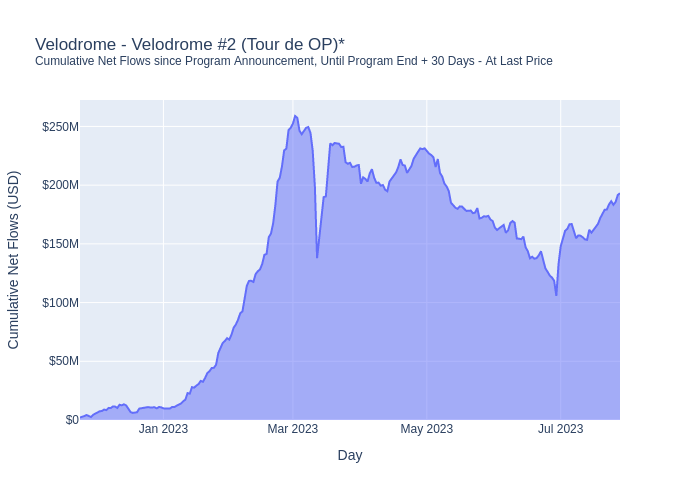 Velodrome - Velodrome #2 (Tour de OP)*
Cumulative Net Flows since Program Announcement, Until Program End + 30 Days - At Last Price
Cumulative Net Flows (USD)
$250M
$200M
$150M
$100M
$50M
$0
Jan 2023
Mar 2023
May 2023
Jul 2023
Day